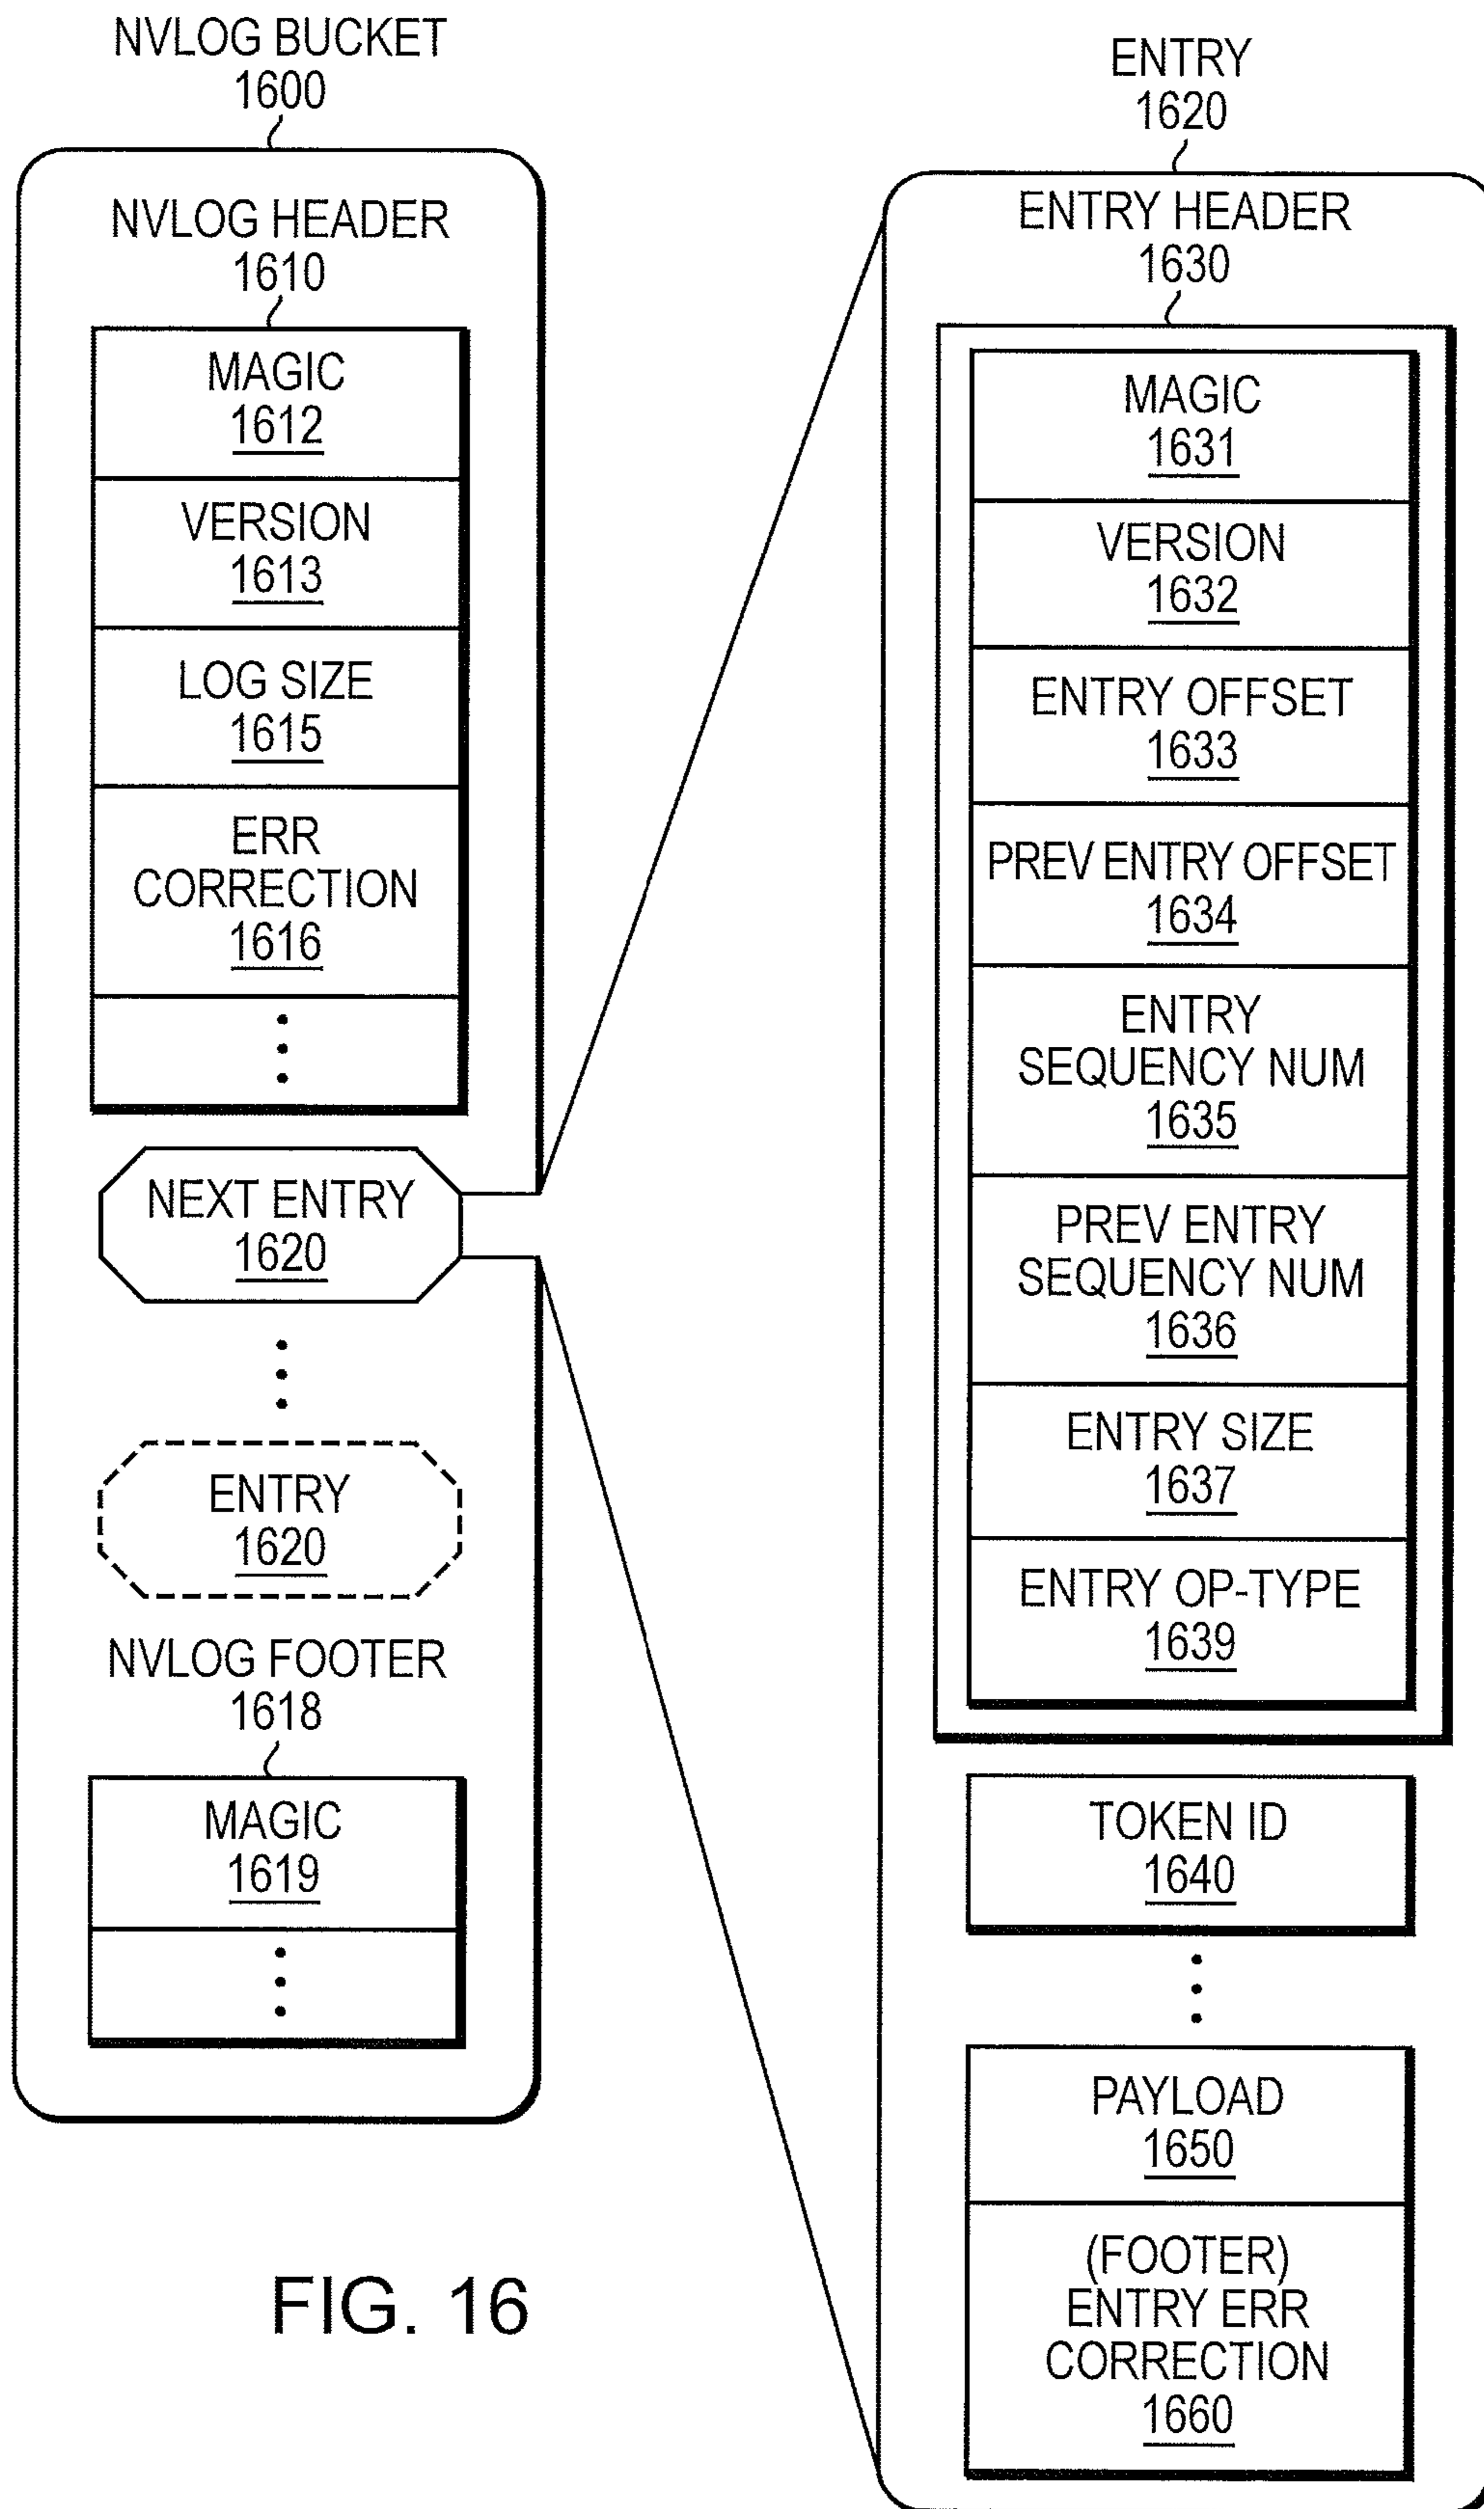 NVLOG BUCKET
1600
NVLOG HEADER
1610
MAGIC
1612
VERSION
1613
LOG SIZE
1615
ERR
CORRECTION
1616
NEXT ENTRY
1620
ENTRY
1620
NVLOG FOOTER
1618
MAGIC
1619
ENTRY
1620
ENTRY HEADER
1630
MAGIC
1631
VERSION
1632
ENTRY OFFSET
1633
PREV ENTRY OFFSET
1634
ENTRY
SEQUENCY NUM
1635
PREV ENTRY
SEQUENCY NUM
1636
ENTRY SIZE
1637
ENTRY OP-TYPE
1639
TOKEN ID
1640
PAYLOAD
1650
(FOOTER)
ENTRY ERR
CORRECTION
1660
FIG. 16